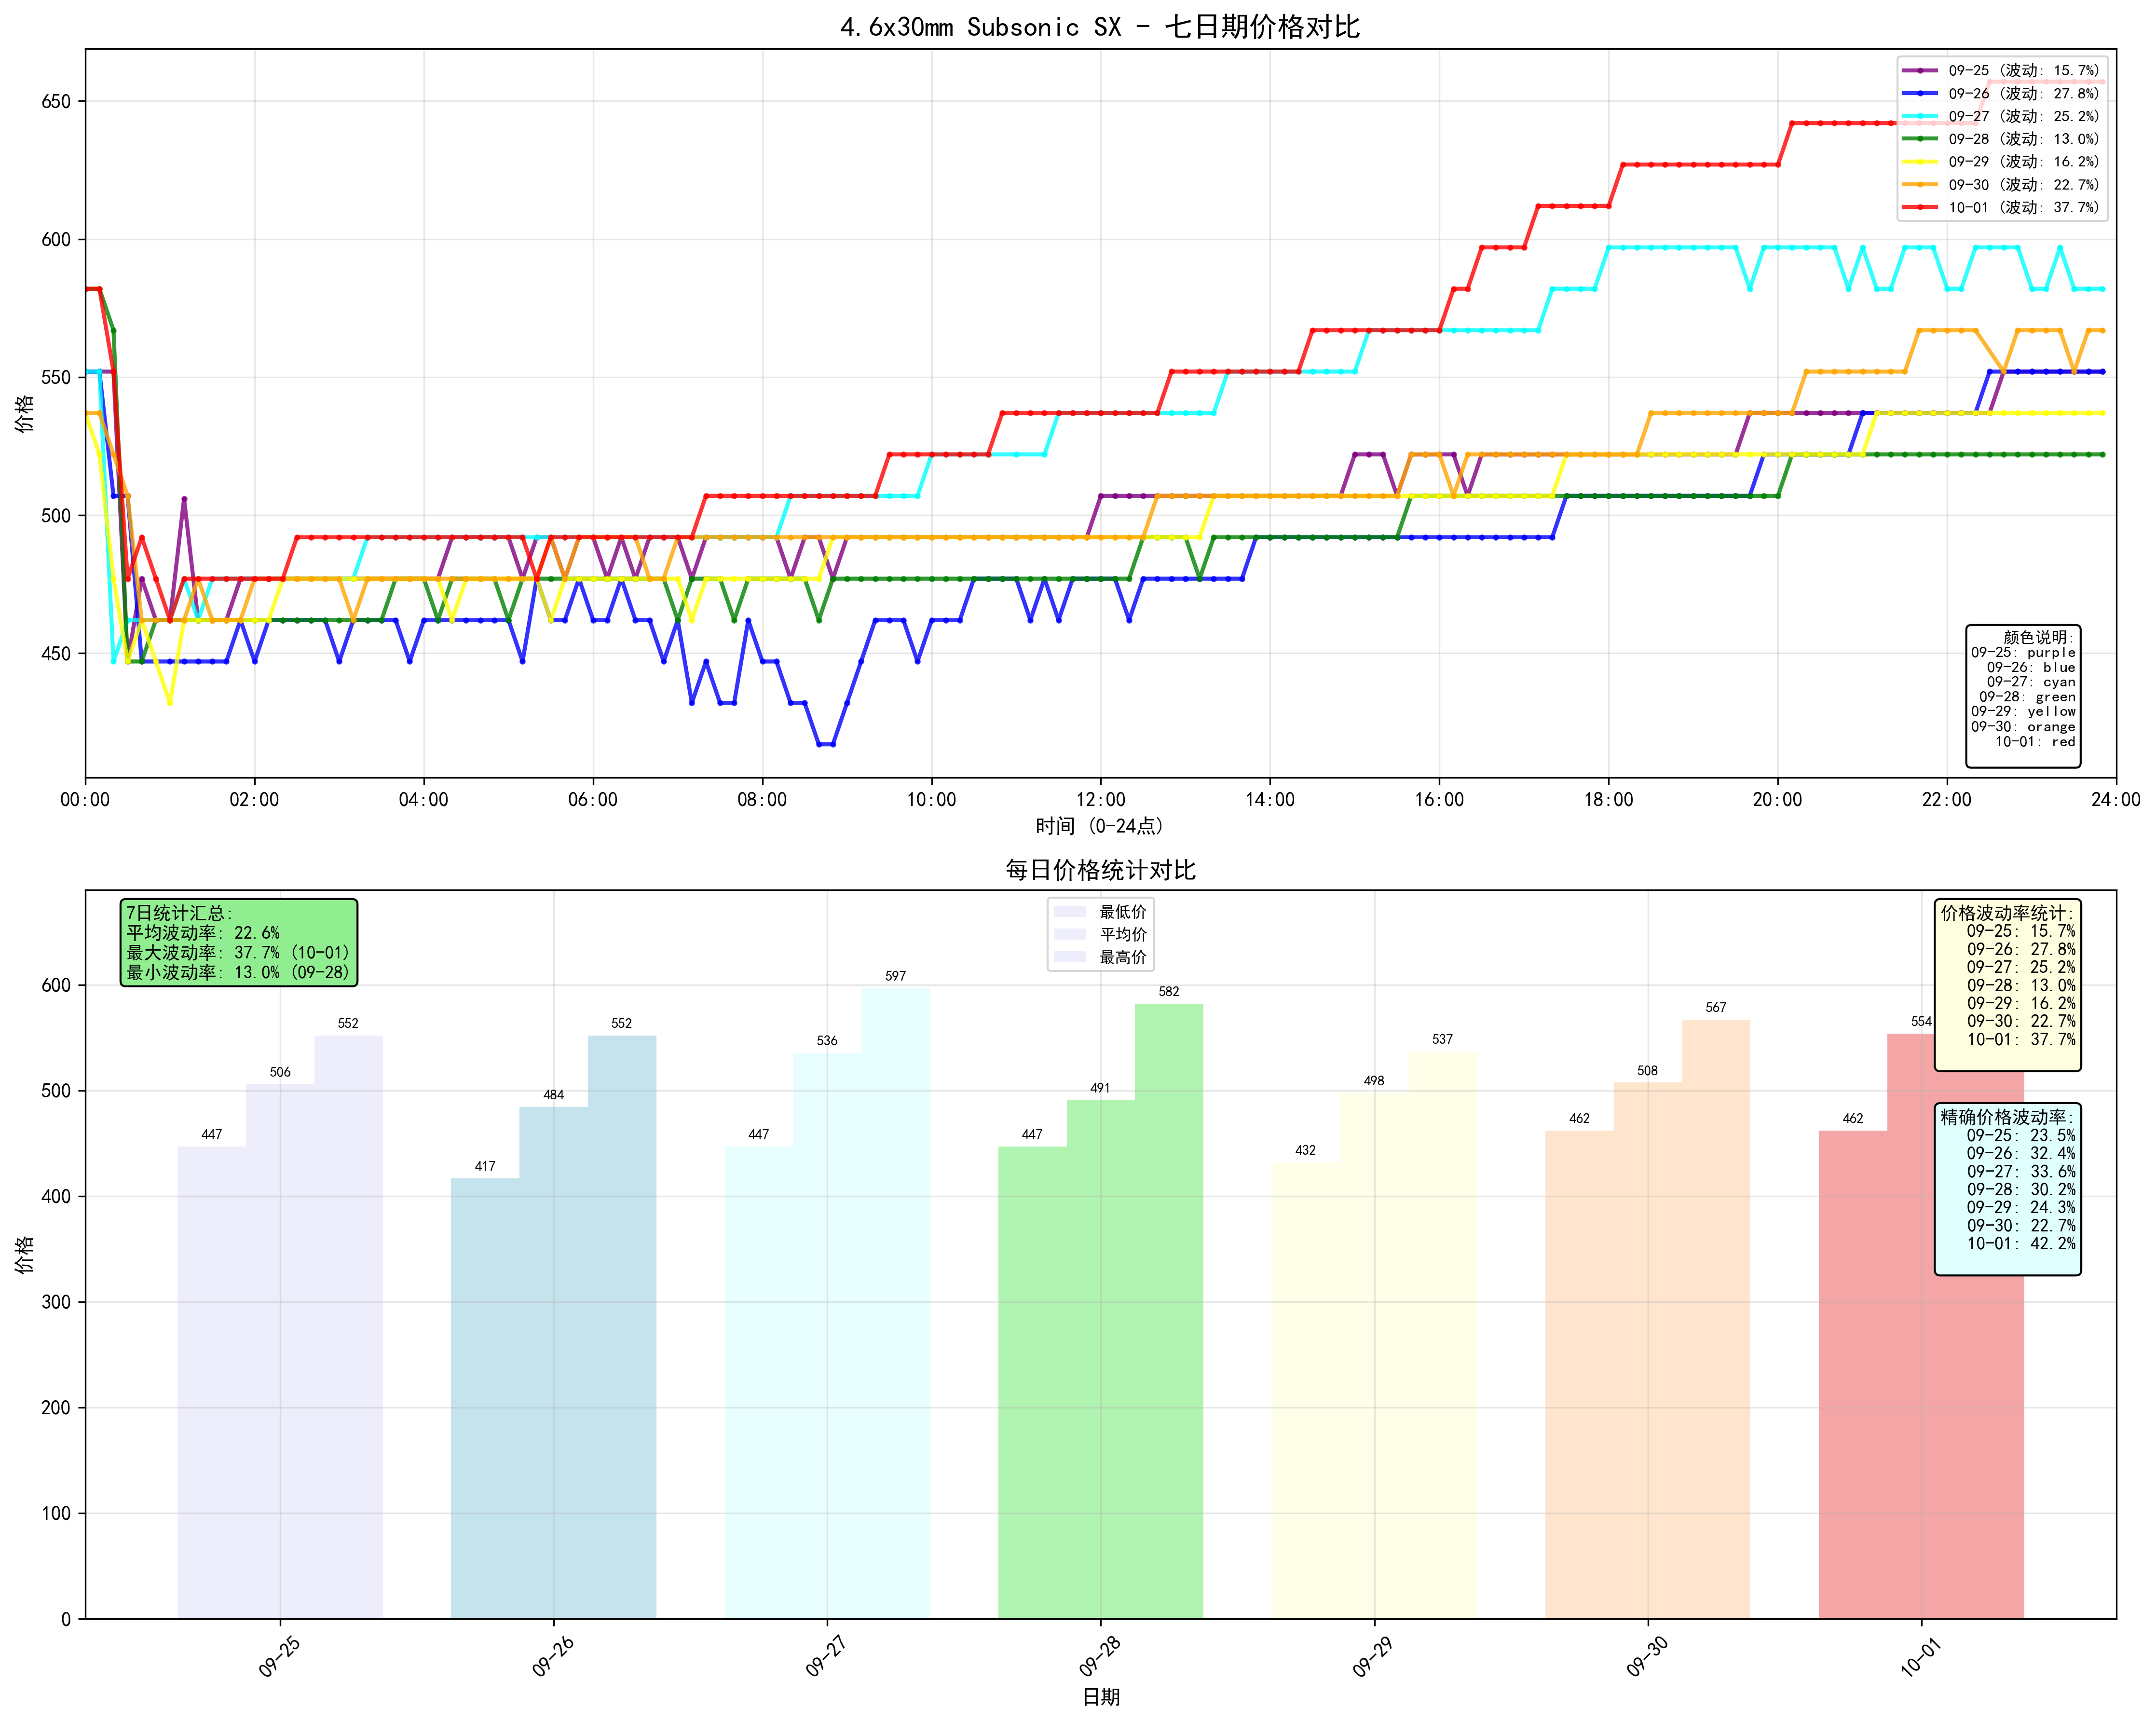 4.6x30mm Subsonic SX - 七日期价格对比
09-25 (波动: 15.7%)
09-26 (波动: 27.8%)
09-27 (波动: 25.2%)
09-28 (波动: 13.0%)
09-29 (波动: 16.2%)
09-30 (波动: 22.7%)
10-01 (波动: 37.7%)
650
600
550
500
450
价格
颜色说明:
09-25: purple
09-26: blue
09-27: cyan
09-28: green
09-29: yellow
09-30: orange
10-01: red
00:00 02:00 04:00 06:00 08:00 10:00 12:00 14:00 16:00 18:00 20:00 22:00 24:00
时间 (0-24点)
每日价格统计对比
7日统计汇总:
平均波动率: 22.6%
最大波动率: 37.7% (10-01)
最小波动率: 13.0% (09-28)
最低价
平均价
最高价
价格波动率统计:
09-25: 15.7%
09-26: 27.8%
09-27: 25.2%
09-28: 13.0%
09-29: 16.2%
09-30: 22.7%
10-01: 37.7%
精确价格波动率:
09-25: 23.5%
09-26: 32.4%
09-27: 33.6%
09-28: 30.2%
09-29: 24.3%
09-30: 22.7%
10-01: 42.2%
600
500
400
300
200
100
0
价格
447 506 552
417 484 552
447 536 597
447 491 582
432 498 537
462 508 567
462 554
09-25 09-26 09-27 09-28 09-29 09-30 10-01
日期